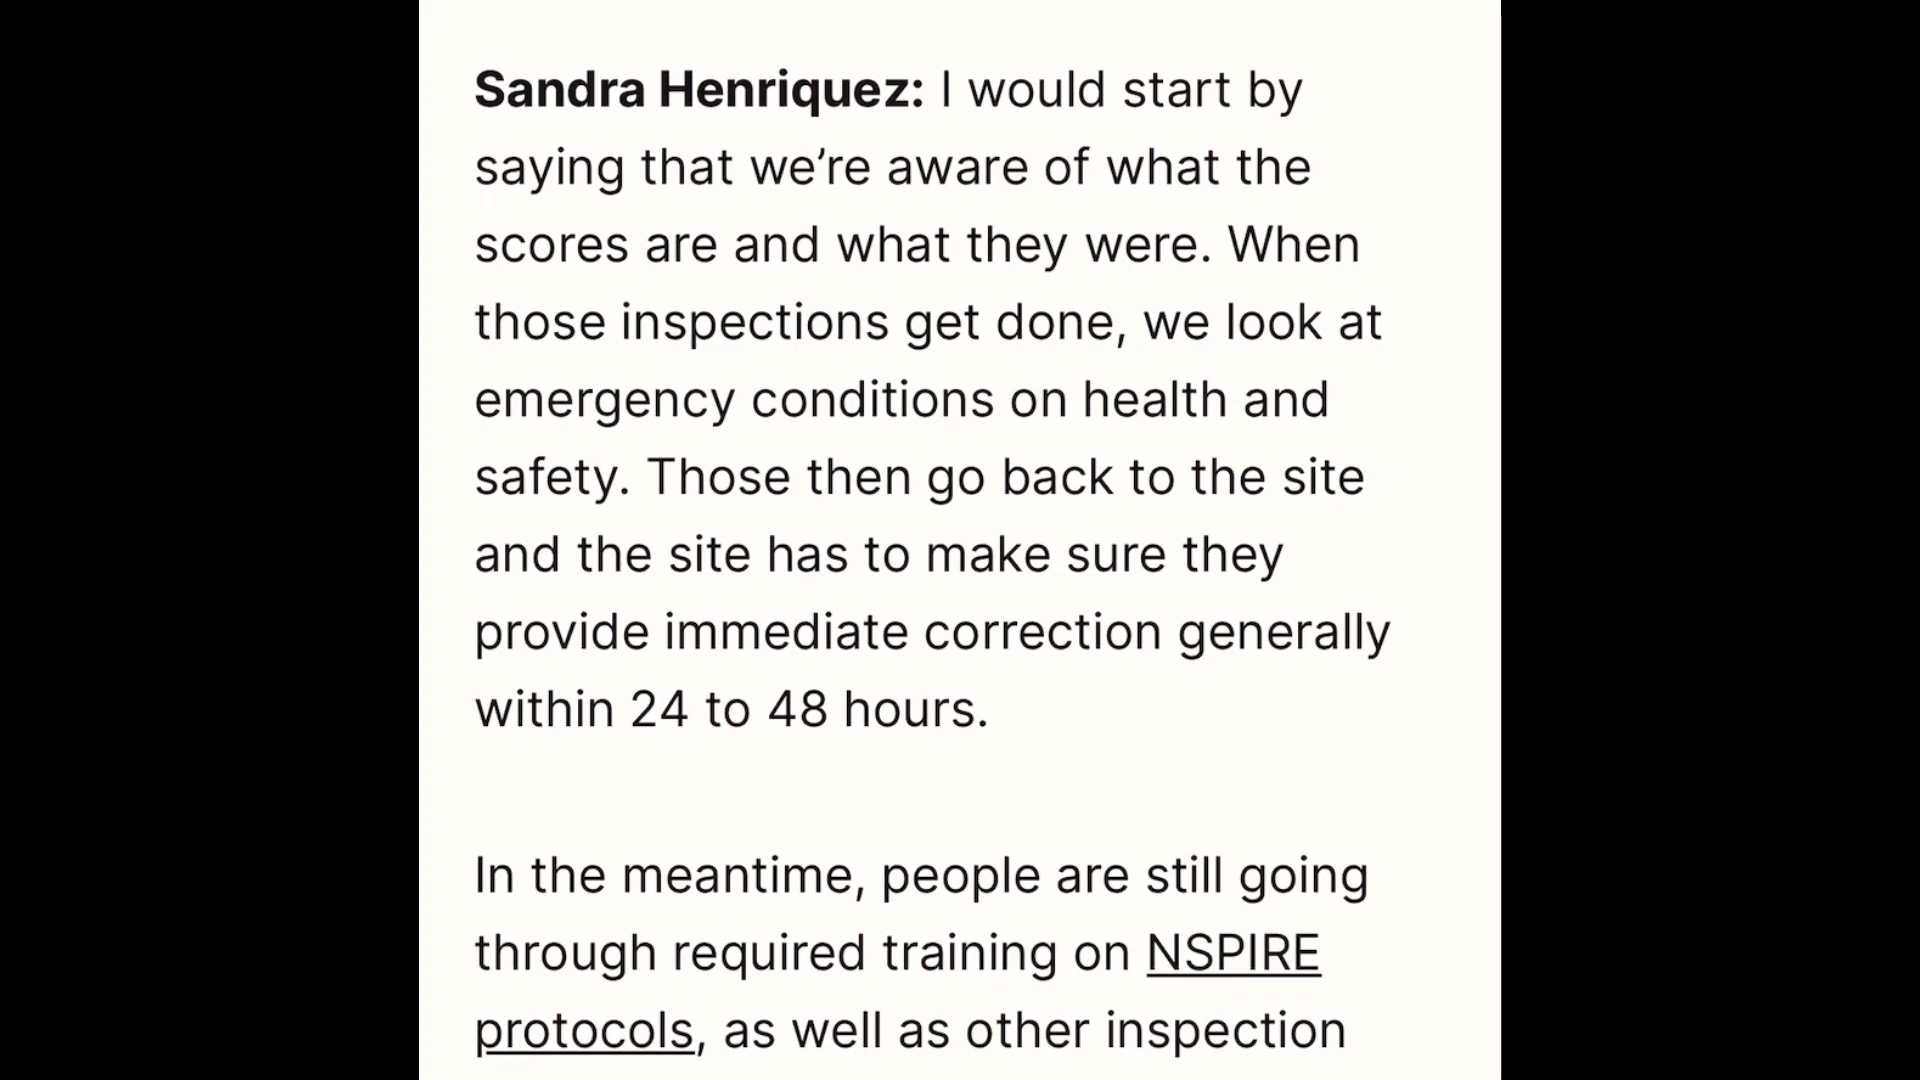 Sandra Henriquez: I would start by
saying that we’re aware of what the
scores are and what they were. When
those inspections get done, we look at
emergency conditions on health and
safety. Those then go back to the site
and the site has to make sure they
provide immediate correction generally
within 24 to 48 hours.
In the meantime, people are still going
through required training on NSPIRE
protocols, as well as other inspection